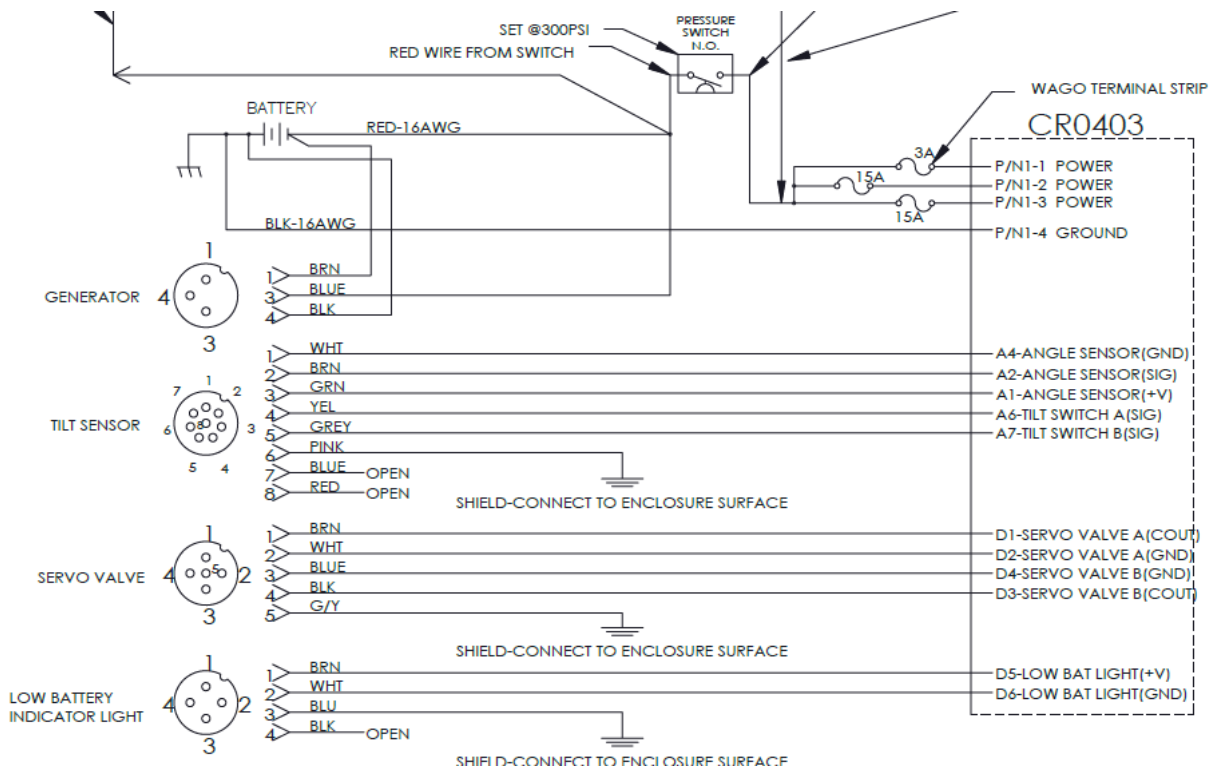 PRESSURE
SWITCH
N.O.
SET @300PSI
RED WIRE FROM SWITCH
WAGO TERMINAL STRIP
CR0403
BATTERY
RED-16AWG
3A
15A
15A
P/N1-1 POWER
P/N1-2 POWER
P/N1-3 POWER
P/N1-4 GROUND
BLK-16AWG
GENERATOR
1
4
3
1 BRN
3 BLUE
4 BLK
TILT SENSOR
1
7
2
8
6
3
5
4
1 WHT
2 BRN
3 GRN
4 YEL
5 GREY
6 PINK
7 BLUE OPEN
8 RED OPEN
A4-ANGLE SENSOR(GND)
A2-ANGLE SENSOR(SIG)
A1-ANGLE SENSOR(+V)
A6-TILT SWITCH A(SIG)
A7-TILT SWITCH B(SIG)
SHIELD-CONNECT TO ENCLOSURE SURFACE
SERVO VALVE
1
4
5
2
3
1 BRN
2 WHT
3 BLUE
4 BLK
5 G/Y
D1-SERVO VALVE A(COUT)
D2-SERVO VALVE A(GND)
D4-SERVO VALVE B(GND)
D3-SERVO VALVE B(COUT)
SHIELD-CONNECT TO ENCLOSURE SURFACE
LOW BATTERY
INDICATOR LIGHT
1
4
2
3
1 BRN
2 WHT
3 BLU
4 BLK OPEN
D5-LOW BAT LIGHT(+V)
D6-LOW BAT LIGHT(GND)
SHIELD-CONNECT TO ENCLOSURE SURFACE